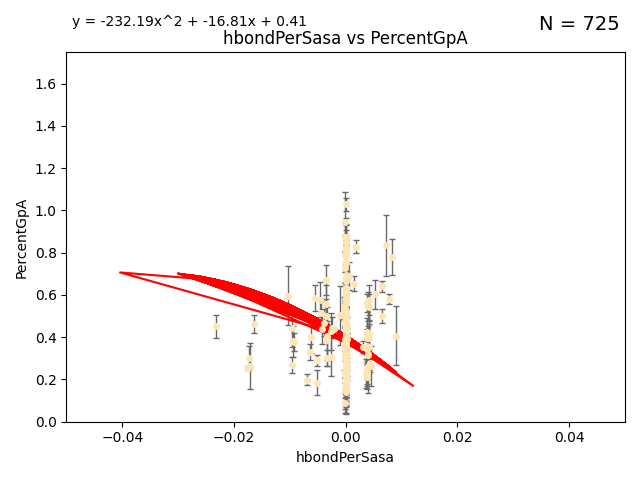 y = -232.19x^2 + -16.81x + 0.41
N = 725
hbondPerSasa vs PercentGpA
1.6
1.4
1.2
1.0
0.8
0.6
0.4
0.2
0.0
PercentGpA
−0.04 −0.02 0.00 0.02 0.04
hbondPerSasa